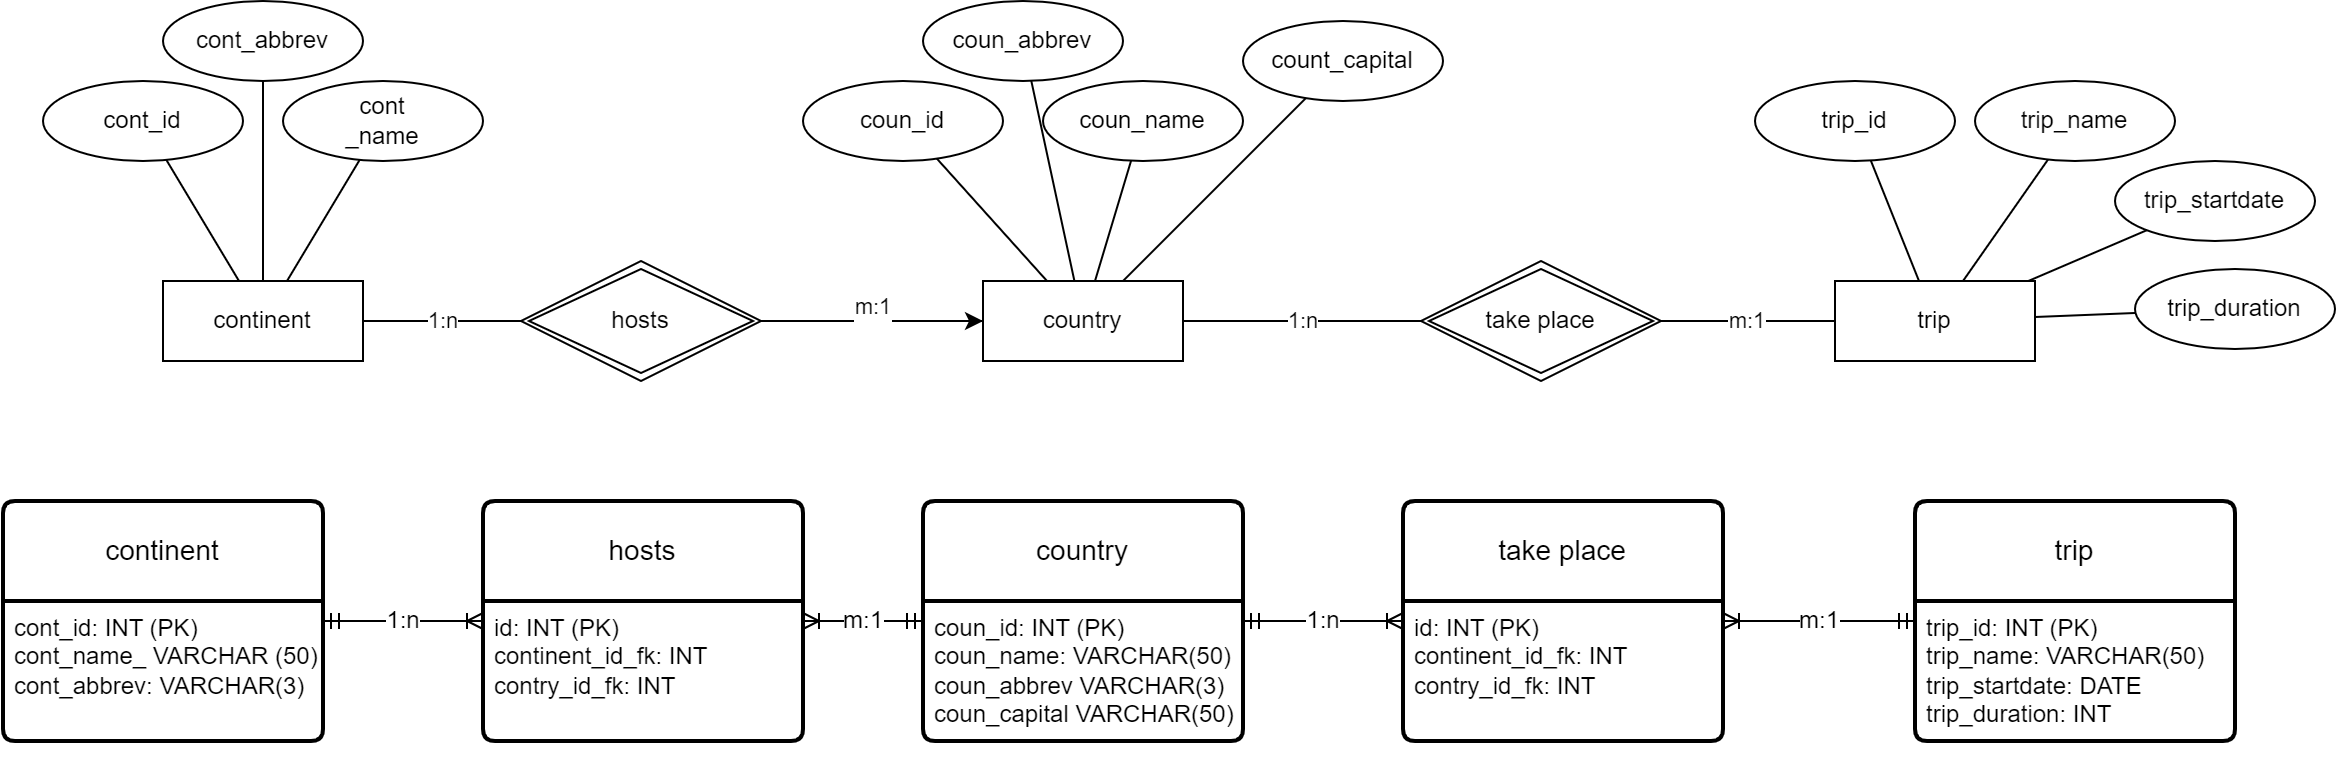 cont_abbrev
cont_id
cont
_name
coun_abbrev
count_capital
coun_id
coun_name
trip_id
trip_name
trip_startdate
trip_duration
continent
1:n
hosts
m:1
country
1:n
take place
m:1
trip
continent
cont_id: INT (PK)
cont_name_ VARCHAR (50)
cont_abbrev: VARCHAR(3)
1:n
hosts
id: INT (PK)
continent_id_fk: INT
contry_id_fk: INT
m:1
country
coun_id: INT (PK)
coun_name: VARCHAR(50)
coun_abbrev VARCHAR(3)
coun_capital VARCHAR(50)
1:n
take place
id: INT (PK)
continent_id_fk: INT
contry_id_fk: INT
m:1
trip
trip_id: INT (PK)
trip_name: VARCHAR(50)
trip_startdate: DATE
trip_duration: INT